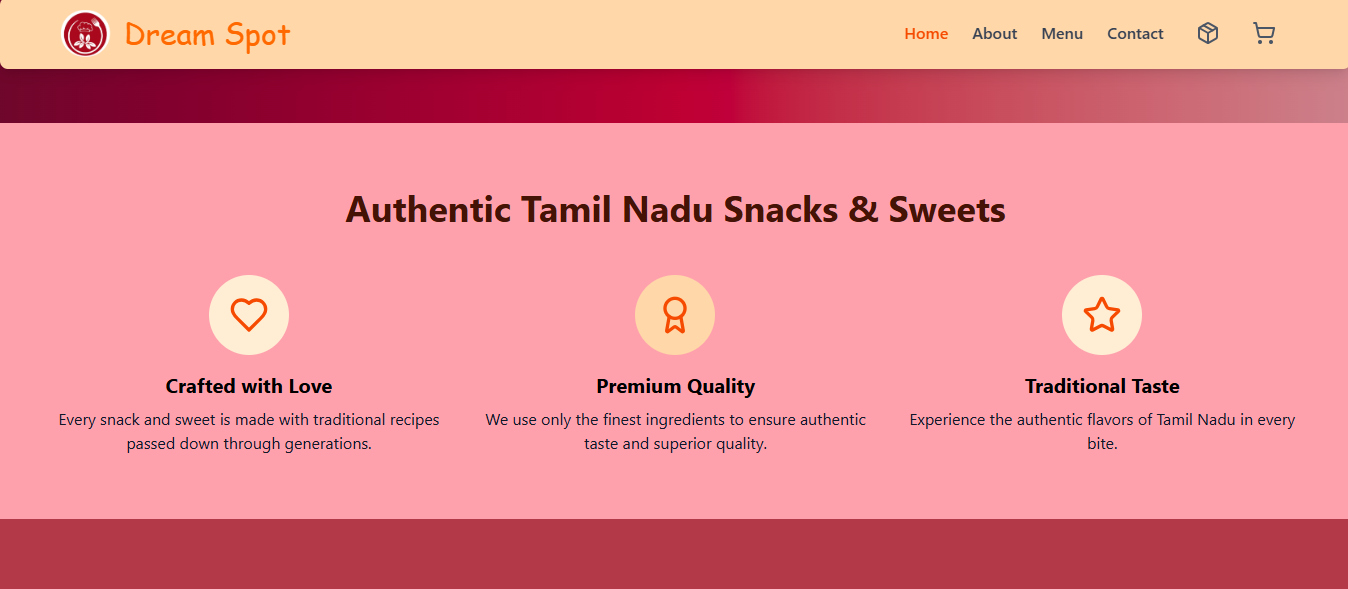 Dream Spot
Home
About
Menu
Contact
Authentic Tamil Nadu Snacks & Sweets
Crafted with Love
Every snack and sweet is made with traditional recipes
passed down through generations.
Premium Quality
We use only the finest ingredients to ensure authentic
taste and superior quality.
Traditional Taste
Experience the authentic flavors of Tamil Nadu in every
bite.